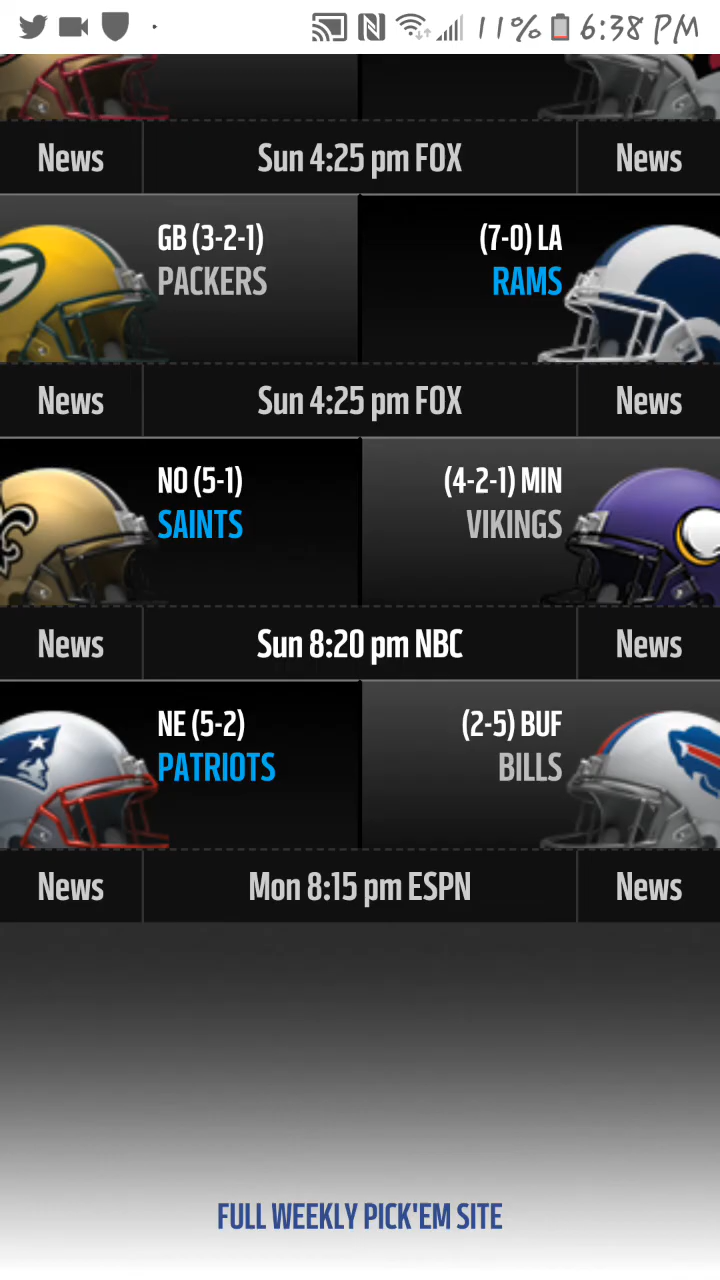 11% 6:38 PM
News Sun 4:25 pm FOX News
GB (3-2-1) (7-0) LA
PACKERS RAMS
News Sun 4:25 pm FOX News
NO (5-1) (4-2-1) MIN
SAINTS VIKINGS
News Sun 8:20 pm NBC News
NE (5-2) (2-5) BUF
PATRIOTS BILLS
News Mon 8:15 pm ESPN News
FULL WEEKLY PICK'EM SITE